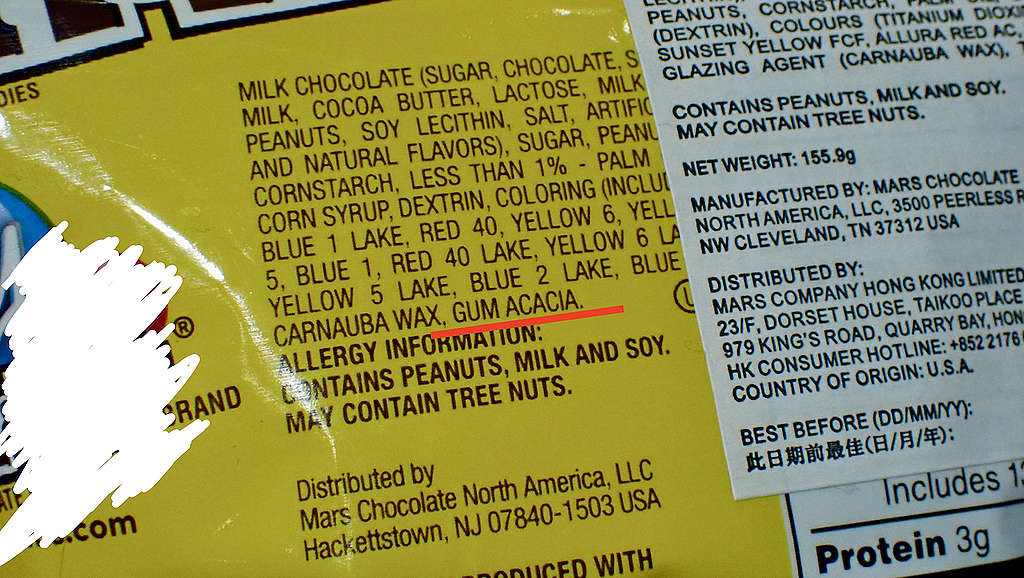 DIES
MILK CHOCOLATE (SUGAR, CHOCOLATE, S
MILK, COCOA BUTTER, LACTOSE, MILK
PEANUTS, SOY LECITHIN, SALT, ARTIFIC
AND NATURAL FLAVORS), SUGAR, PEANU
CORNSTARCH, LESS THAN 1% - PALM
CORN SYRUP, DEXTRIN, COLORING (INCLU
BLUE 1 LAKE, RED 40, YELLOW 6, YELL
5, BLUE 1, RED 40 LAKE, YELLOW 6 LA
YELLOW 5 LAKE, BLUE 2 LAKE, BLUE
CARNAUBA WAX, GUM ACACIA.
ALLERGY INFORMATION:
CONTAINS PEANUTS, MILK AND SOY.
MAY CONTAIN TREE NUTS.
®
BRAND
.com
Distributed by
Mars Chocolate North America, LLC
Hackettstown, NJ 07840-1503 USA
PRODUCED WITH
PEANUTS, CORNSTARCH, PALM
(DEXTRIN), COLOURS (TITANIUM DIOXI
SUNSET YELLOW FCF, ALLURA RED AC,
GLAZING AGENT (CARNAUBA WAX),
CONTAINS PEANUTS, MILK AND SOY.
MAY CONTAIN TREE NUTS.
NET WEIGHT: 155.9g
MANUFACTURED BY: MARS CHOCOLATE
NORTH AMERICA, LLC, 3500 PEERLESS R
NW CLEVELAND, TN 37312 USA
DISTRIBUTED BY:
MARS COMPANY HONG KONG LIMITED
23/F, DORSET HOUSE, TAIKOO PLACE
979 KING'S ROAD, QUARRY BAY, HON
HK CONSUMER HOTLINE: +852 2176
COUNTRY OF ORIGIN: U.S.A.
BEST BEFORE (DD/MM/YY):
此日期前最佳(日/月/年):
Includes 1
Protein 3g